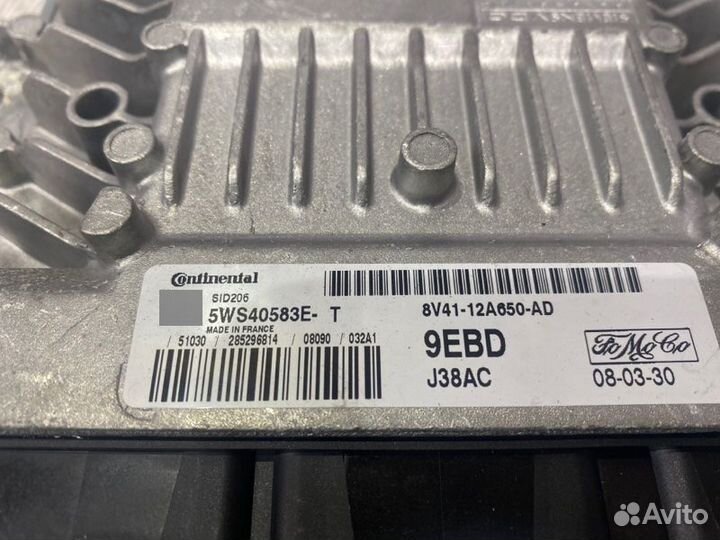 Continental
SID206
5WS40583E- T
MADE IN FRANCE
/ 51030 / 285296814 / 08090 / 032A1
8V41-12A650-AD
9EBD
J38AC
FoMoCo
08-03-30
Avito